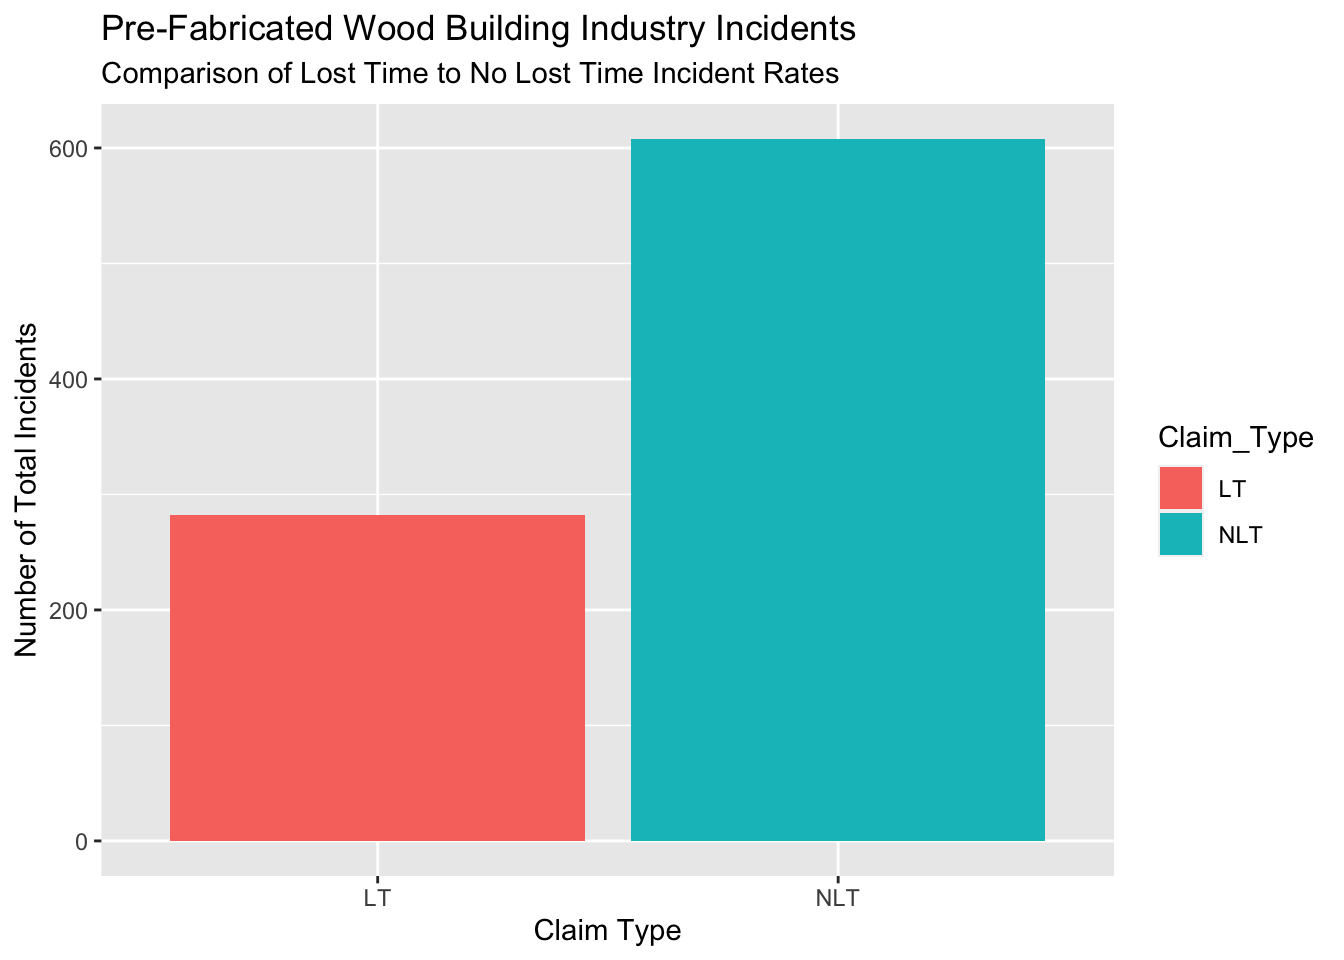 Pre-Fabricated Wood Building Industry Incidents
Comparison of Lost Time to No Lost Time Incident Rates
Number of Total Incidents
600
400
200
0
LT
NLT
Claim Type
Claim_Type
LT
NLT